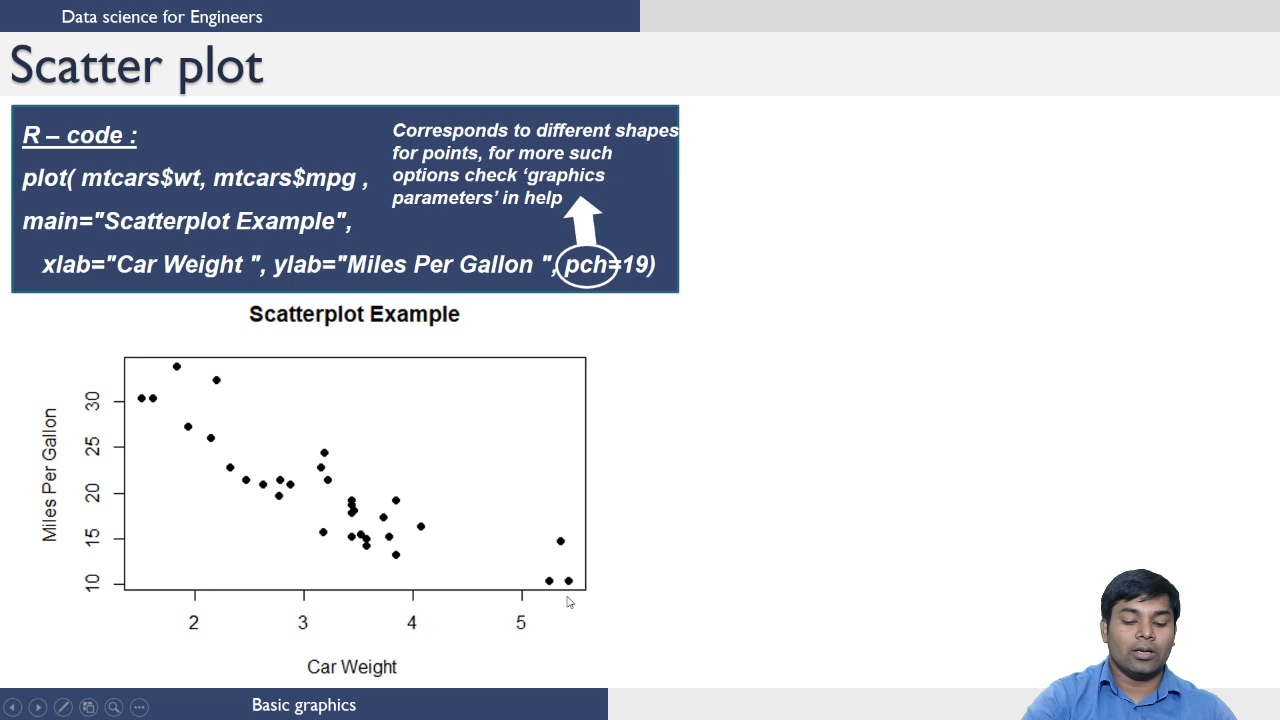 Data science for Engineers
Scatter plot
R – code :
plot( mtcars$wt, mtcars$mpg ,
main="Scatterplot Example",
xlab="Car Weight ", ylab="Miles Per Gallon ", pch=19)
Corresponds to different shapes
for points, for more such
options check ‘graphics
parameters’ in help
Scatterplot Example
Miles Per Gallon
30
25
20
15
10
2 3 4 5
Car Weight
Basic graphics